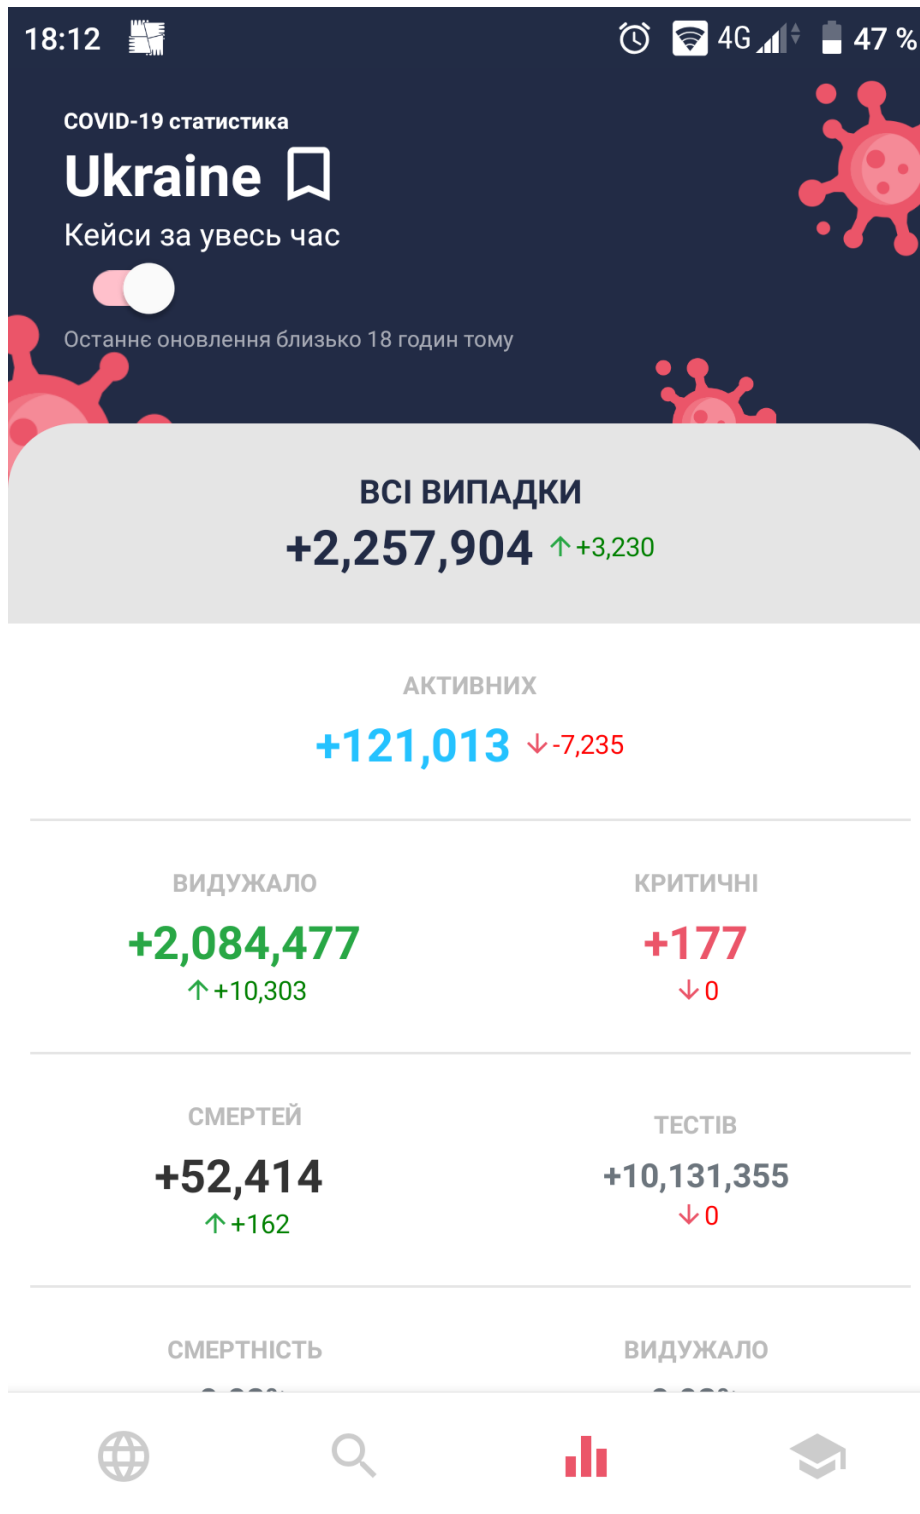 18:12 4G 47 %
COVID-19 статистика
Ukraine
Кейси за увесь час
Останнє оновлення близько 18 годин тому
ВСІ ВИПАДКИ
+2,257,904 +3,230
АКТИВНИХ
+121,013 -7,235
ВИДУЖАЛО
+2,084,477
+10,303
КРИТИЧНІ
+177
0
СМЕРТЕЙ
+52,414
+162
ТЕСТІВ
+10,131,355
0
СМЕРТНІСТЬ
ВИДУЖАЛО